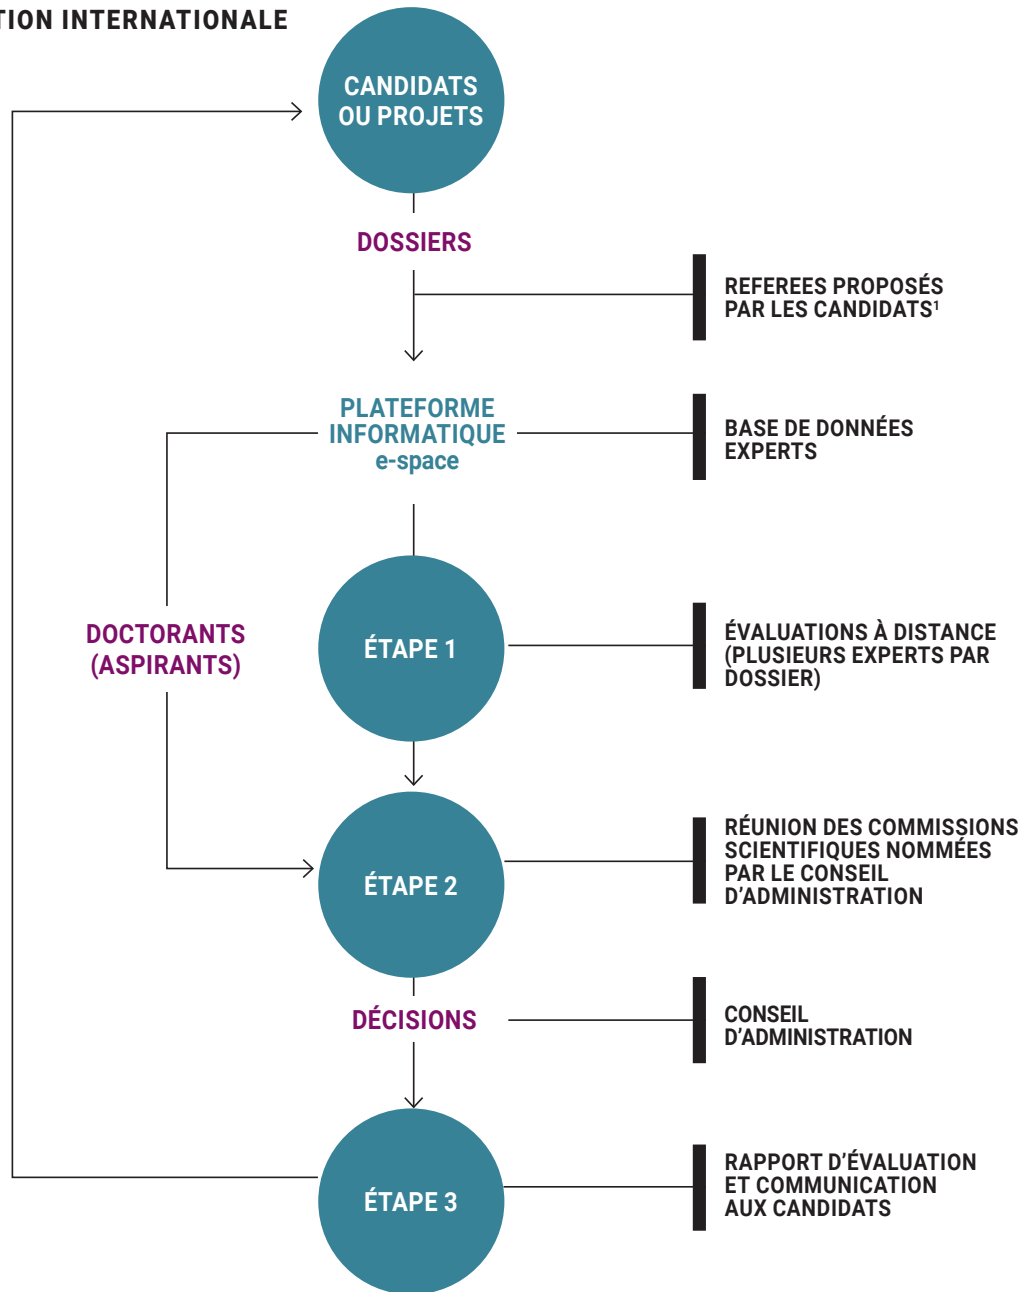 TION INTERNATIONALE
CANDIDATS
OU PROJETS
DOSSIERS
REFEREES PROPOSÉS
PAR LES CANDIDATS¹
PLATEFORME
INFORMATIQUE
e-space
BASE DE DONNÉES
EXPERTS
DOCTORANTS
(ASPIRANTS)
ÉTAPE 1
ÉVALUATIONS À DISTANCE
(PLUSIEURS EXPERTS PAR
DOSSIER)
ÉTAPE 2
RÉUNION DES COMMISSIONS
SCIENTIFIQUES NOMMÉES
PAR LE CONSEIL
D'ADMINISTRATION
DÉCISIONS
CONSEIL
D'ADMINISTRATION
ÉTAPE 3
RAPPORT D'ÉVALUATION
ET COMMUNICATION
AUX CANDIDATS